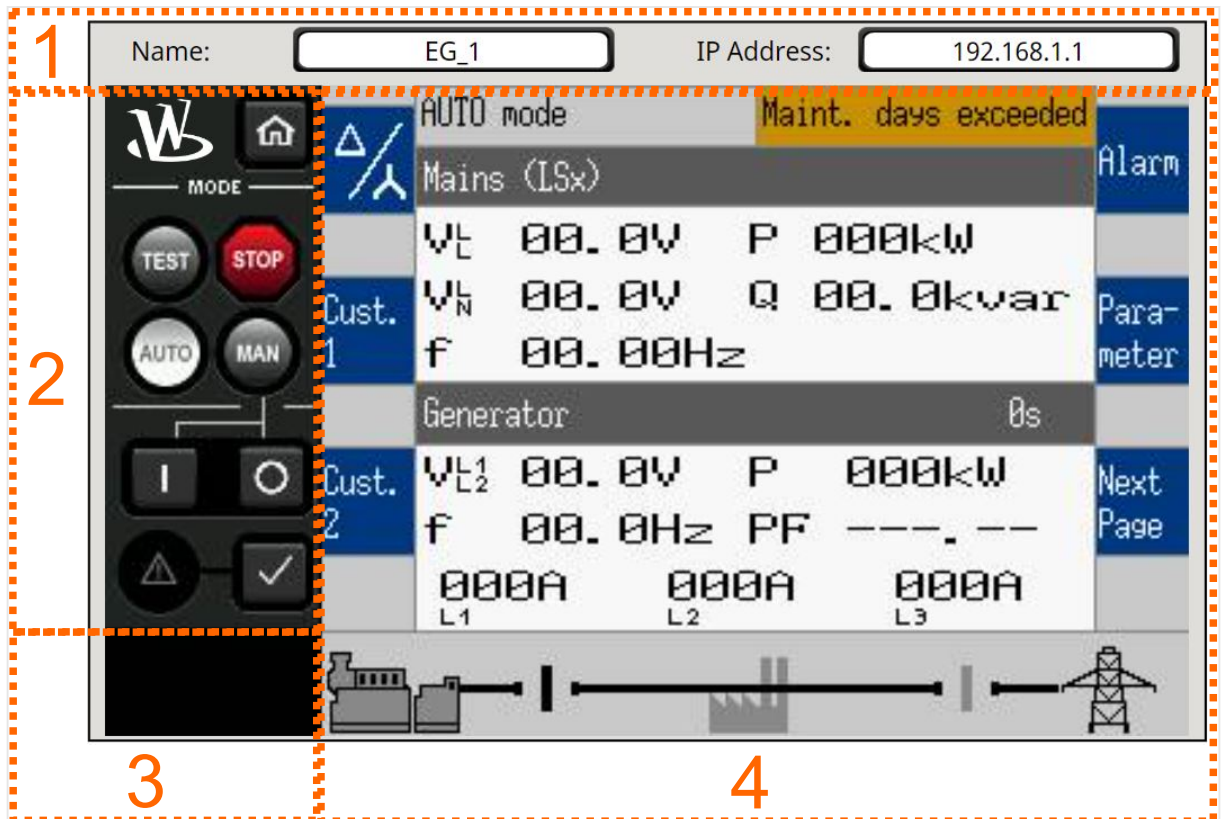 1
Name: EG_1 IP Address: 192.168.1.1
2
W
MODE
TEST STOP
AUTO MAN
I O
AUTO mode Maint. days exceeded
Alarm
Mains (LSx)
VLL 00.0V P 000kW
Cust. 1
VLN 00.0V Q 00.0kvar
Para-
meter
f 00.00Hz
Generator 0s
Cust. 2
VL1L2 00.0V P 000kW
Next
Page
f 00.0Hz PF ---.--
000A 000A 000A
L1 L2 L3
3
4